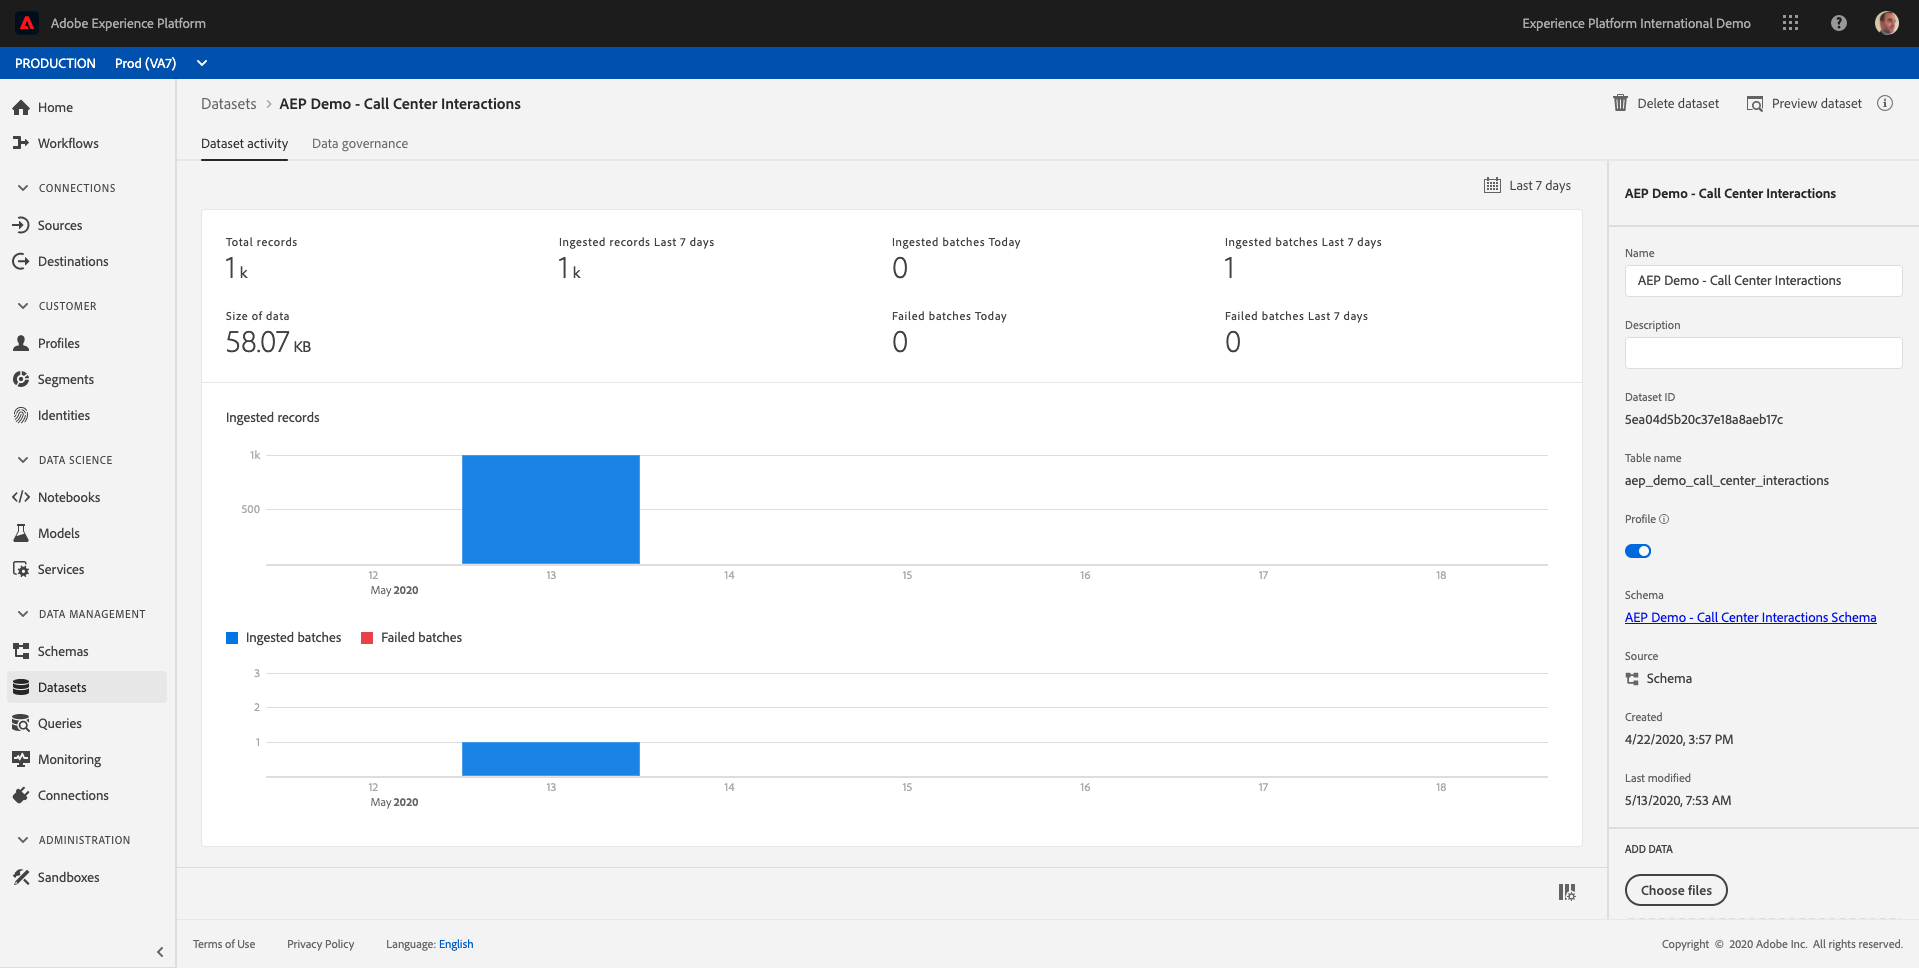 Adobe Experience Platform
Experience Platform International Demo
PRODUCTION Prod (VA7)
Home
Workflows
CONNECTIONS
Sources
Destinations
CUSTOMER
Profiles
Segments
Identities
DATA SCIENCE
Notebooks
Models
Services
DATA MANAGEMENT
Schemas
Datasets
Queries
Monitoring
Connections
ADMINISTRATION
Sandboxes
Datasets > AEP Demo - Call Center Interactions
Delete dataset
Preview dataset
Dataset activity
Data governance
Last 7 days
Total records
1 k
Ingested records Last 7 days
1 k
Ingested batches Today
0
Ingested batches Last 7 days
1
Size of data
58.07 KB
Failed batches Today
0
Failed batches Last 7 days
0
Ingested records
1k
500
12 13 14 15 16 17 18
May 2020
Ingested batches Failed batches
3
2
1
12 13 14 15 16 17 18
May 2020
AEP Demo - Call Center Interactions
Name
AEP Demo - Call Center Interactions
Description
Dataset ID
5ea04d5b20c37e18a8aeb17c
Table name
aep_demo_call_center_interactions
Profile
Schema
AEP Demo - Call Center Interactions Schema
Source
Schema
Created
4/22/2020, 3:57 PM
Last modified
5/13/2020, 7:53 AM
ADD DATA
Choose files
Terms of Use
Privacy Policy
Language: English
Copyright © 2020 Adobe Inc. All rights reserved.